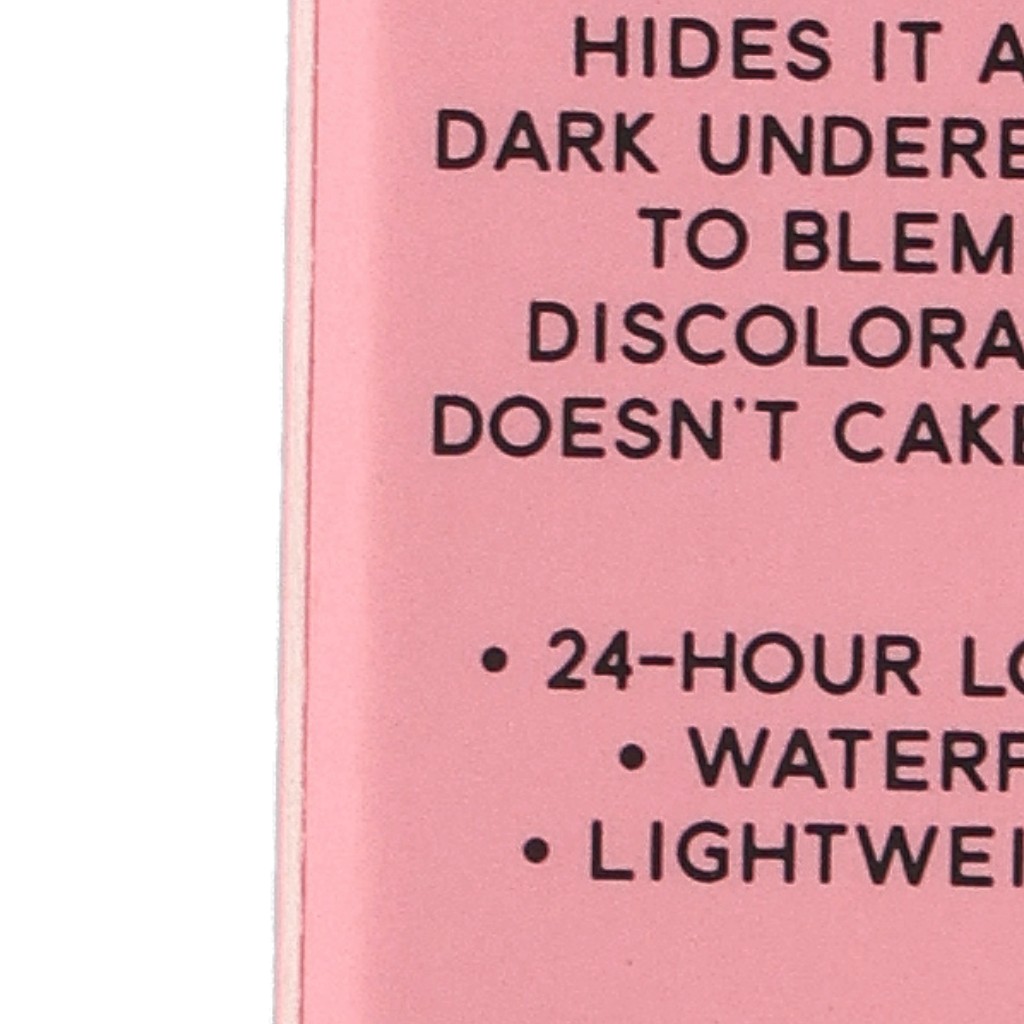 HIDES IT A
DARK UNDERE
TO BLEM
DISCOLORA
DOESN'T CAKE
• 24-HOUR LO
• WATERP
• LIGHTWEI